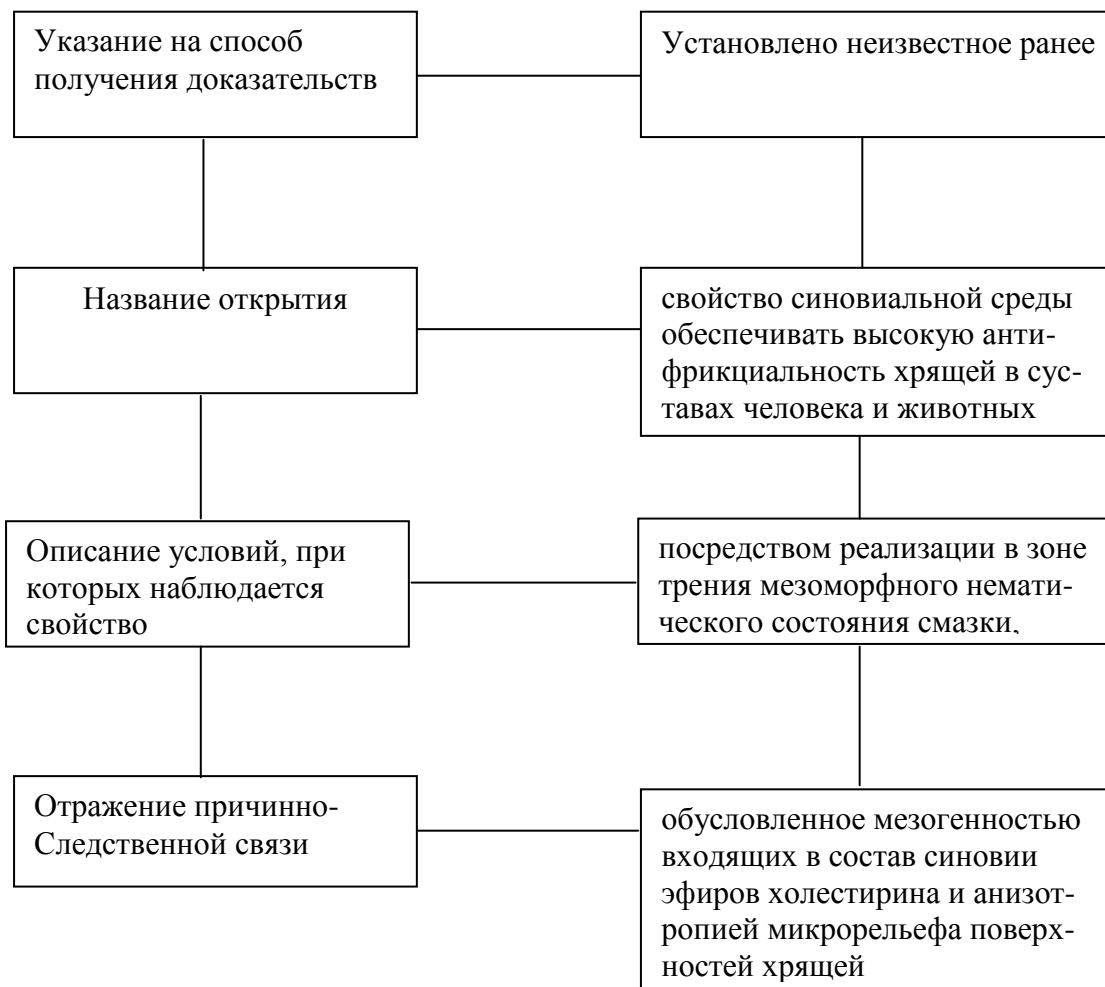 Указание на способ
получения доказательств
Установлено неизвестное ранее
Название открытия
свойство синовиальной среды
обеспечивать высокую анти-
фрикциальность хрящей в сус-
тавах человека и животных
Описание условий, при
которых наблюдается
свойство
посредством реализации в зоне
трения мезоморфного немати-
ческого состояния смазки,
Отражение причинно-
Следственной связи
обусловленное мезогенностью
входящих в состав синовии
эфиров холестирина и анизот-
ропией микрорельефа поверх-
ностей хрящей